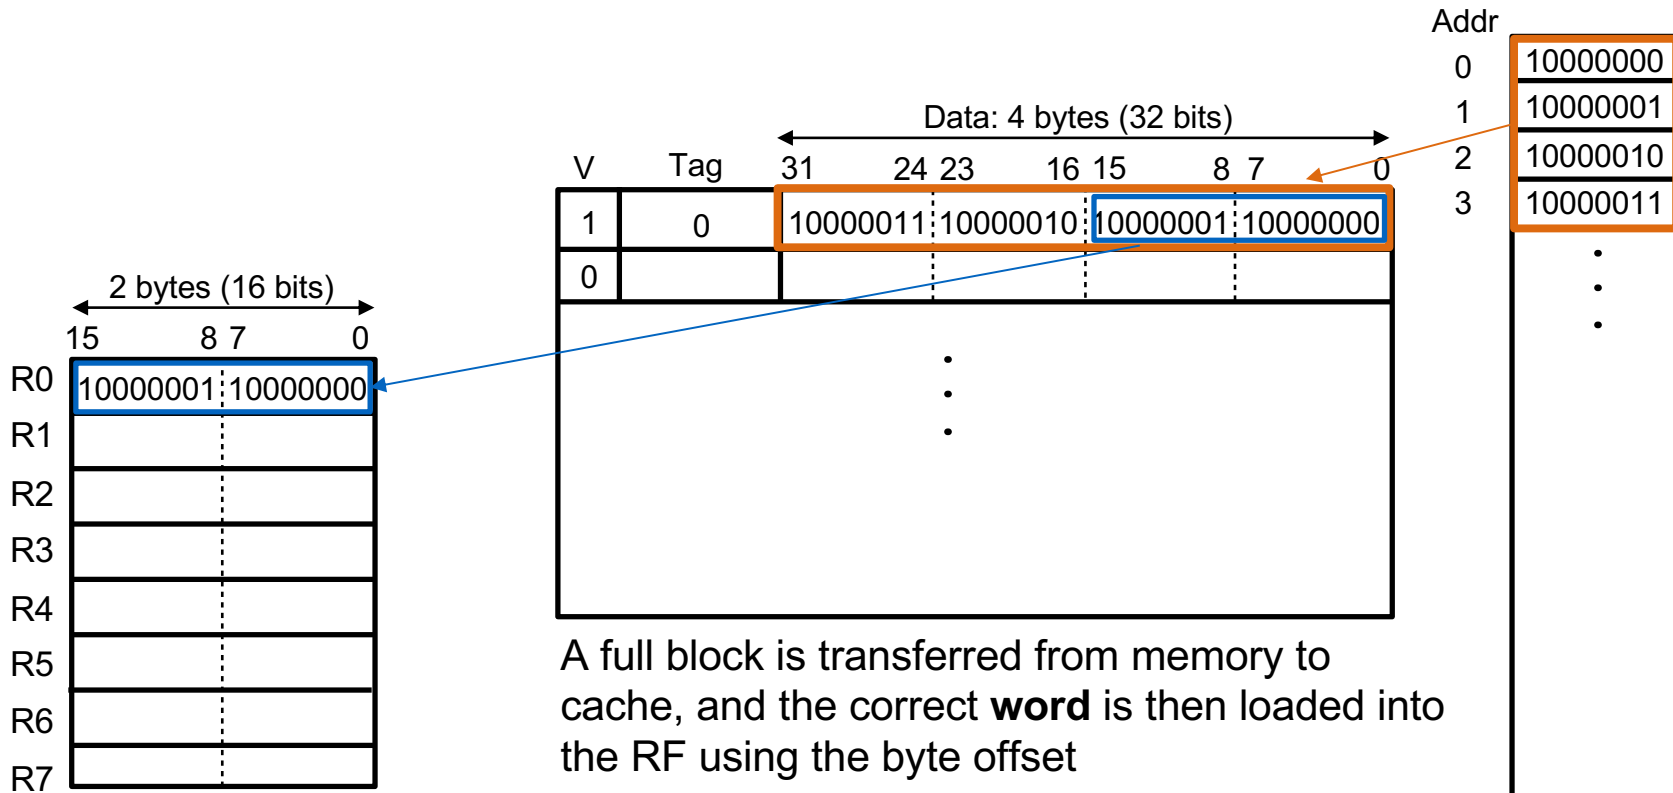 Addr
0 10000000
1 10000001
2 10000010
3 10000011
Data: 4 bytes (32 bits)
V Tag 31 24 23 16 15 8 7 0
1 0 10000011 10000010 10000001 10000000
0
2 bytes (16 bits)
15 8 7 0
R0 10000001 10000000
R1
R2
R3
R4
R5
R6
R7
A full block is transferred from memory to
cache, and the correct word is then loaded into
the RF using the byte offset